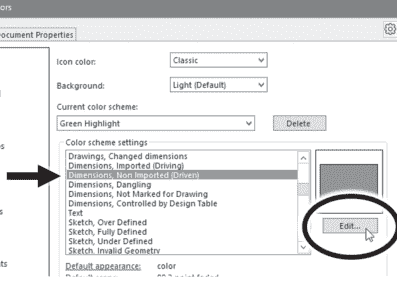 ors
ocument Properties
Icon color: Classic
Background: Light (Default)
Current color scheme:
Green Highlight Delete
Color scheme settings
Drawings, Changed dimensions
Dimensions, Imported (Driving)
Dimensions, Non Imported (Driven)
Dimensions, Dangling
Dimensions, Not Marked for Drawing
Dimensions, Controlled by Design Table
Text
Sketch, Over Defined
Sketch, Fully Defined
Sketch, Under Defined
Sketch, Invalid Geometry
Edit...
Default appearance: color